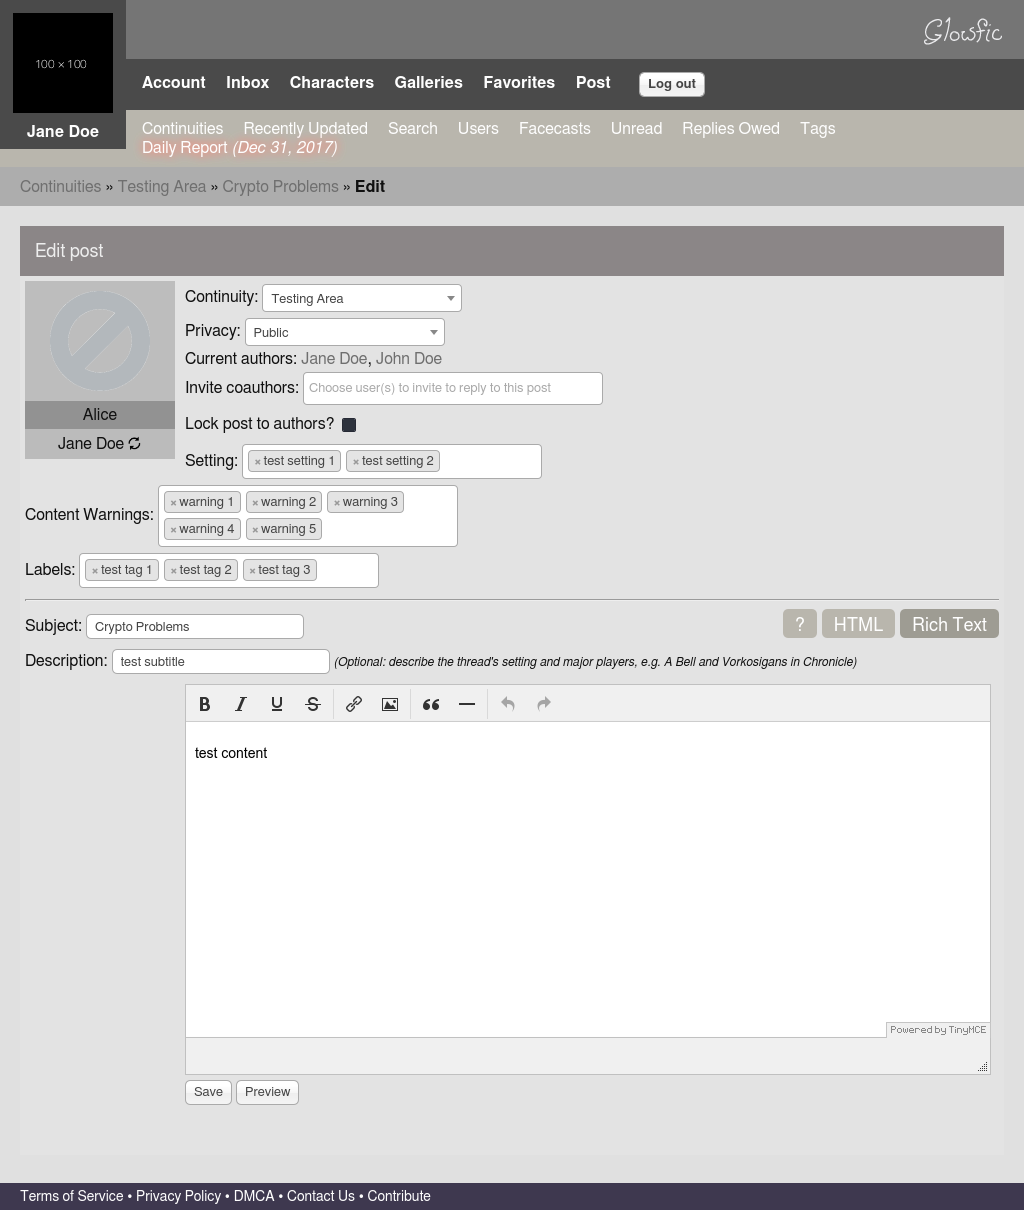 100 × 100
Glowfic
Account Inbox Characters Galleries Favorites Post Log out
Jane Doe
Continuities Recently Updated Search Users Facecasts Unread Replies Owed Tags
Daily Report (Dec 31, 2017)
Continuities » Testing Area » Crypto Problems » Edit
Edit post
Continuity: Testing Area
Privacy: Public
Current authors: Jane Doe, John Doe
Invite coauthors: Choose user(s) to invite to reply to this post
Alice
Lock post to authors?
Jane Doe
Setting: ×test setting 1 ×test setting 2
Content Warnings: ×warning 1 ×warning 2 ×warning 3
×warning 4 ×warning 5
Labels: ×test tag 1 ×test tag 2 ×test tag 3
Subject: Crypto Problems ? HTML Rich Text
Description: test subtitle (Optional: describe the thread's setting and major players, e.g. A Bell and Vorkosigans in Chronicle)
B I U S
test content
Powered by TinyMCE
Save Preview
Terms of Service • Privacy Policy • DMCA • Contact Us • Contribute